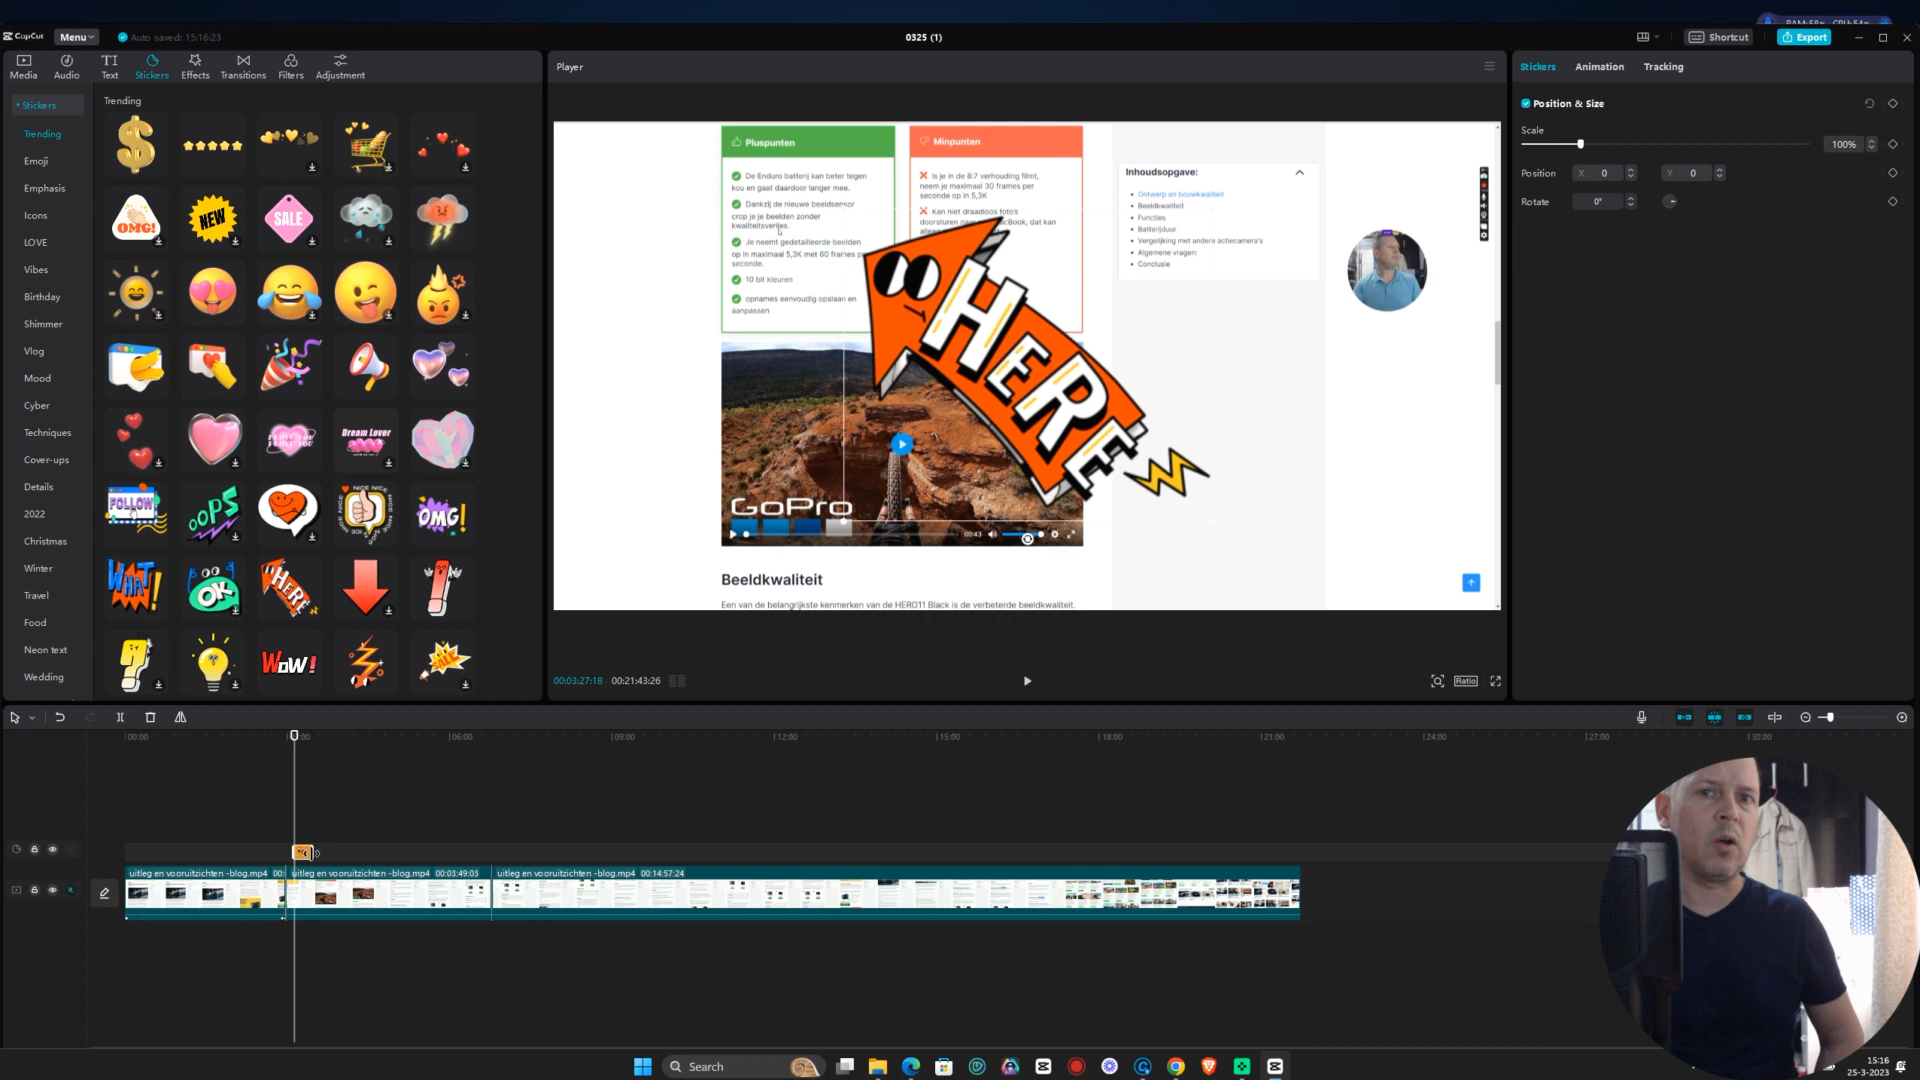 CapCut
Menu
Auto saved: 15:16:23
0325 (1)
Shortcut
Export
Media
Audio
TI
Text
Stickers
Effects
Transitions
Filters
Adjustment
Player
Stickers
Animation
Tracking
Stickers
Trending
Emoji
Emphasis
Icons
LOVE
Vibes
Birthday
Shimmer
Vlog
Mood
Cyber
Techniques
Cover-ups
Details
2022
Christmas
Winter
Travel
Food
Neon text
Wedding
Trending
OMG!
NEW
SALE
Dream Lover
FOLLOW
OOPS
NICE NICE
OMG!
WHAT!
OK
HERE
WOW!
SALE
Pluspunten
De Enduro batterij kan beter tegen
kou en gaat daardoor langer mee.
Dankzij de nieuwe beeldsensor
crop je je beelden zonder
kwaliteitsverlies.
Je neemt gedetailleerde beelden
op in maximaal 5,3K met 60 frames per
seconde.
10 bit kleuren
opnames eenvoudig opslaan en
aanpassen
Minpunten
Is je in de 8:7 verhouding filmt,
neem je maximaal 30 frames per
seconde op in 5,3K
Kan niet draadloos foto's
HERE
Inhoudsopgave:
Ontwerp en bouwkwaliteit
Beeldkwaliteit
Functies
Batterijduur
Vergelijking met andere actiecamera's
Algemene vragen:
Conclusie
GoPro
00:43
Beeldkwaliteit
Een van de belangrijkste kenmerken van de HERO11 Black is de verbeterde beeldkwaliteit.
00:03:27:18
00:21:43:26
Ratio
Position & Size
Scale
100%
Position
X 0
Y 0
Rotate
0°
00:00
06:00
09:00
12:00
15:00
18:00
21:00
24:00
27:00
30:00
uitleg en vooruitzichten -blog.mp4 00:
uitleg en vooruitzichten -blog.mp4 00:03:49:03
uitleg en vooruitzichten -blog.mp4 00:14:57:24
Search
15:16
25-3-2023